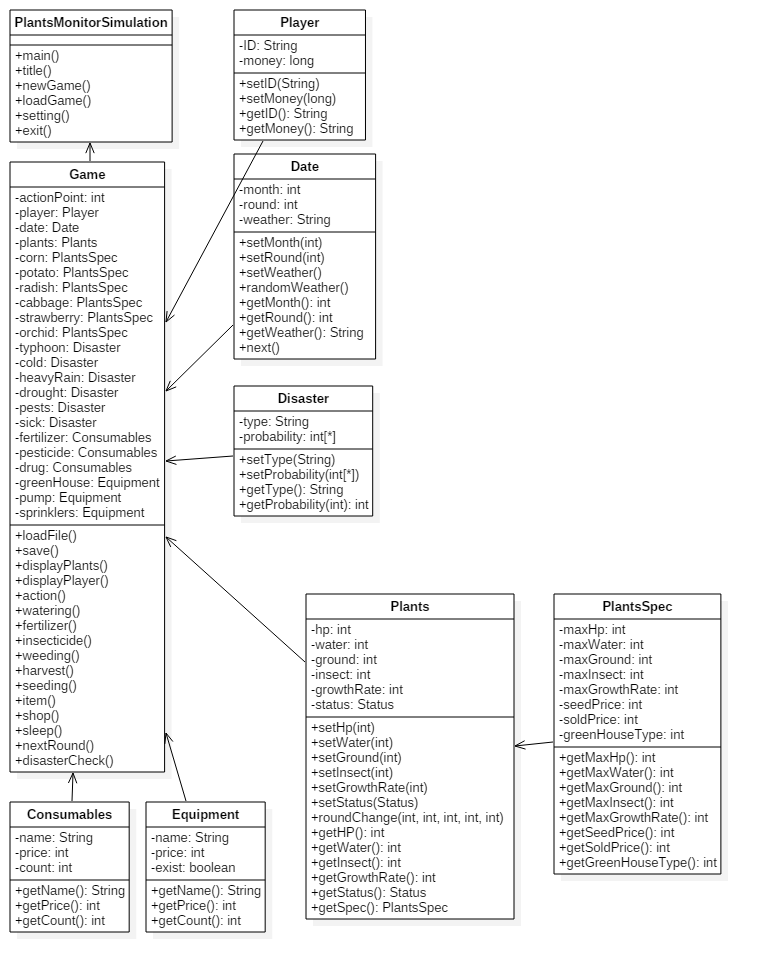 PlantsMonitorSimulation
+main()
+title()
+newGame()
+loadGame()
+setting()
+exit()
Player
-ID: String
-money: long
+setID(String)
+setMoney(long)
+getID(): String
+getMoney(): String
Game
-actionPoint: int
-player: Player
-date: Date
-plants: Plants
-corn: PlantsSpec
-potato: PlantsSpec
-radish: PlantsSpec
-cabbage: PlantsSpec
-strawberry: PlantsSpec
-orchid: PlantsSpec
-typhoon: Disaster
-cold: Disaster
-heavyRain: Disaster
-drought: Disaster
-pests: Disaster
-sick: Disaster
-fertilizer: Consumables
-pesticide: Consumables
-drug: Consumables
-greenHouse: Equipment
-pump: Equipment
-sprinklers: Equipment
+loadFile()
+save()
+displayPlants()
+displayPlayer()
+action()
+watering()
+fertilizer()
+insecticide()
+weeding()
+harvest()
+seeding()
+item()
+shop()
+sleep()
+nextRound()
+disasterCheck()
Date
-month: int
-round: int
-weather: String
+setMonth(int)
+setRound(int)
+setWeather()
+randomWeather()
+getMonth(): int
+getRound(): int
+getWeather(): String
+next()
Disaster
-type: String
-probability: int[*]
+setType(String)
+setProbability(int[*])
+getType(): String
+getProbability(int): int
Plants
-hp: int
-water: int
-ground: int
-insect: int
-growthRate: int
-status: Status
+setHp(int)
+setWater(int)
+setGround(int)
+setInsect(int)
+setGrowthRate(int)
+setStatus(Status)
+roundChange(int, int, int, int, int)
+getHP(): int
+getWater(): int
+getInsect(): int
+getGrowthRate(): int
+getStatus(): Status
+getSpec(): PlantsSpec
PlantsSpec
-maxHp: int
-maxWater: int
-maxGround: int
-maxInsect: int
-maxGrowthRate: int
-seedPrice: int
-soldPrice: int
-greenHouseType: int
+getMaxHp(): int
+getMaxWater(): int
+getMaxGround(): int
+getMaxInsect(): int
+getMaxGrowthRate(): int
+getSeedPrice(): int
+getSoldPrice(): int
+getGreenHouseType(): int
Consumables
-name: String
-price: int
-count: int
+getName(): String
+getPrice(): int
+getCount(): int
Equipment
-name: String
-price: int
-exist: boolean
+getName(): String
+getPrice(): int
+getCount(): int